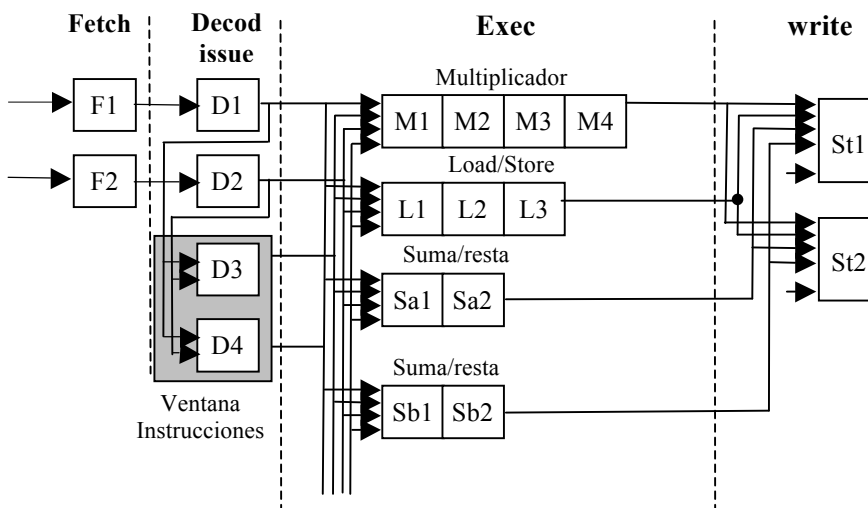 Fetch
Decod
issue
Exec
write
Multiplicador
F1
D1
M1 M2 M3 M4
St1
F2
D2
Load/Store
L1 L2 L3
St2
D3
Suma/resta
Sa1 Sa2
D4
Suma/resta
Ventana
Instrucciones
Sb1 Sb2